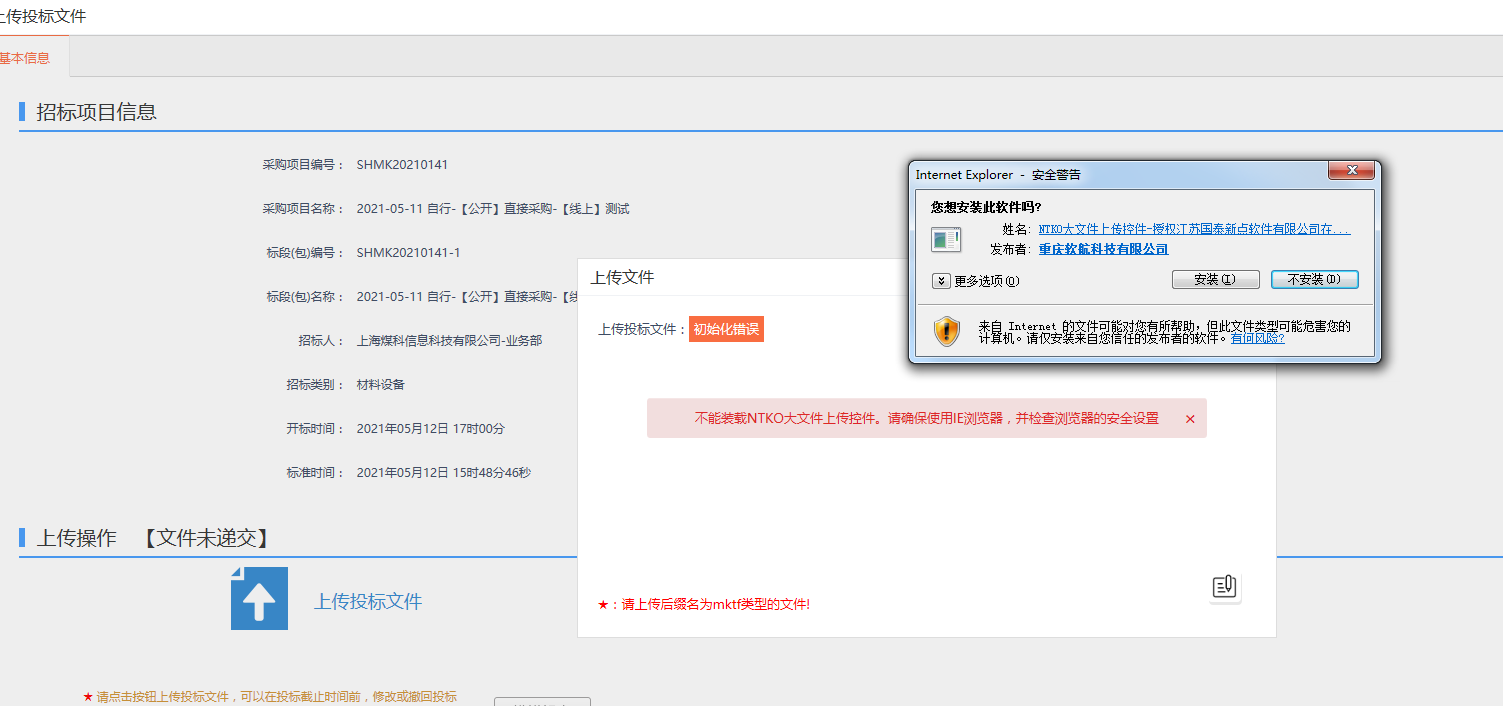 上传投标文件
基本信息
招标项目信息
采购项目编号： SHMK20210141
采购项目名称： 2021-05-11 自行-【公开】直接采购-【线上】测试
标段(包)编号： SHMK20210141-1
标段(包)名称： 2021-05-11 自行-【公开】直接采购-【线
招标人： 上海煤科信息科技有限公司-业务部
招标类别： 材料设备
开标时间： 2021年05月12日 17时00分
标准时间： 2021年05月12日 15时48分46秒
上传操作 【文件未递交】
上传投标文件
★ 请点击按钮上传投标文件，可以在投标截止时间前，修改或撤回投标
上传文件
上传投标文件：初始化错误
不能装载NTKO大文件上传控件。请确保使用IE浏览器，并检查浏览器的安全设置 ×
★：请上传后缀名为mktf类型的文件!
Internet Explorer - 安全警告
您想安装此软件吗?
姓名: NTKO大文件上传控件-授权江苏国泰新点软件有限公司在...
发布者: 重庆软航科技有限公司
更多选项(O) 安装(I) 不安装(D)
来自 Internet 的文件可能对您有所帮助，但此文件类型可能危害您的
计算机。请仅安装来自您信任的发布者的软件。有何风险?